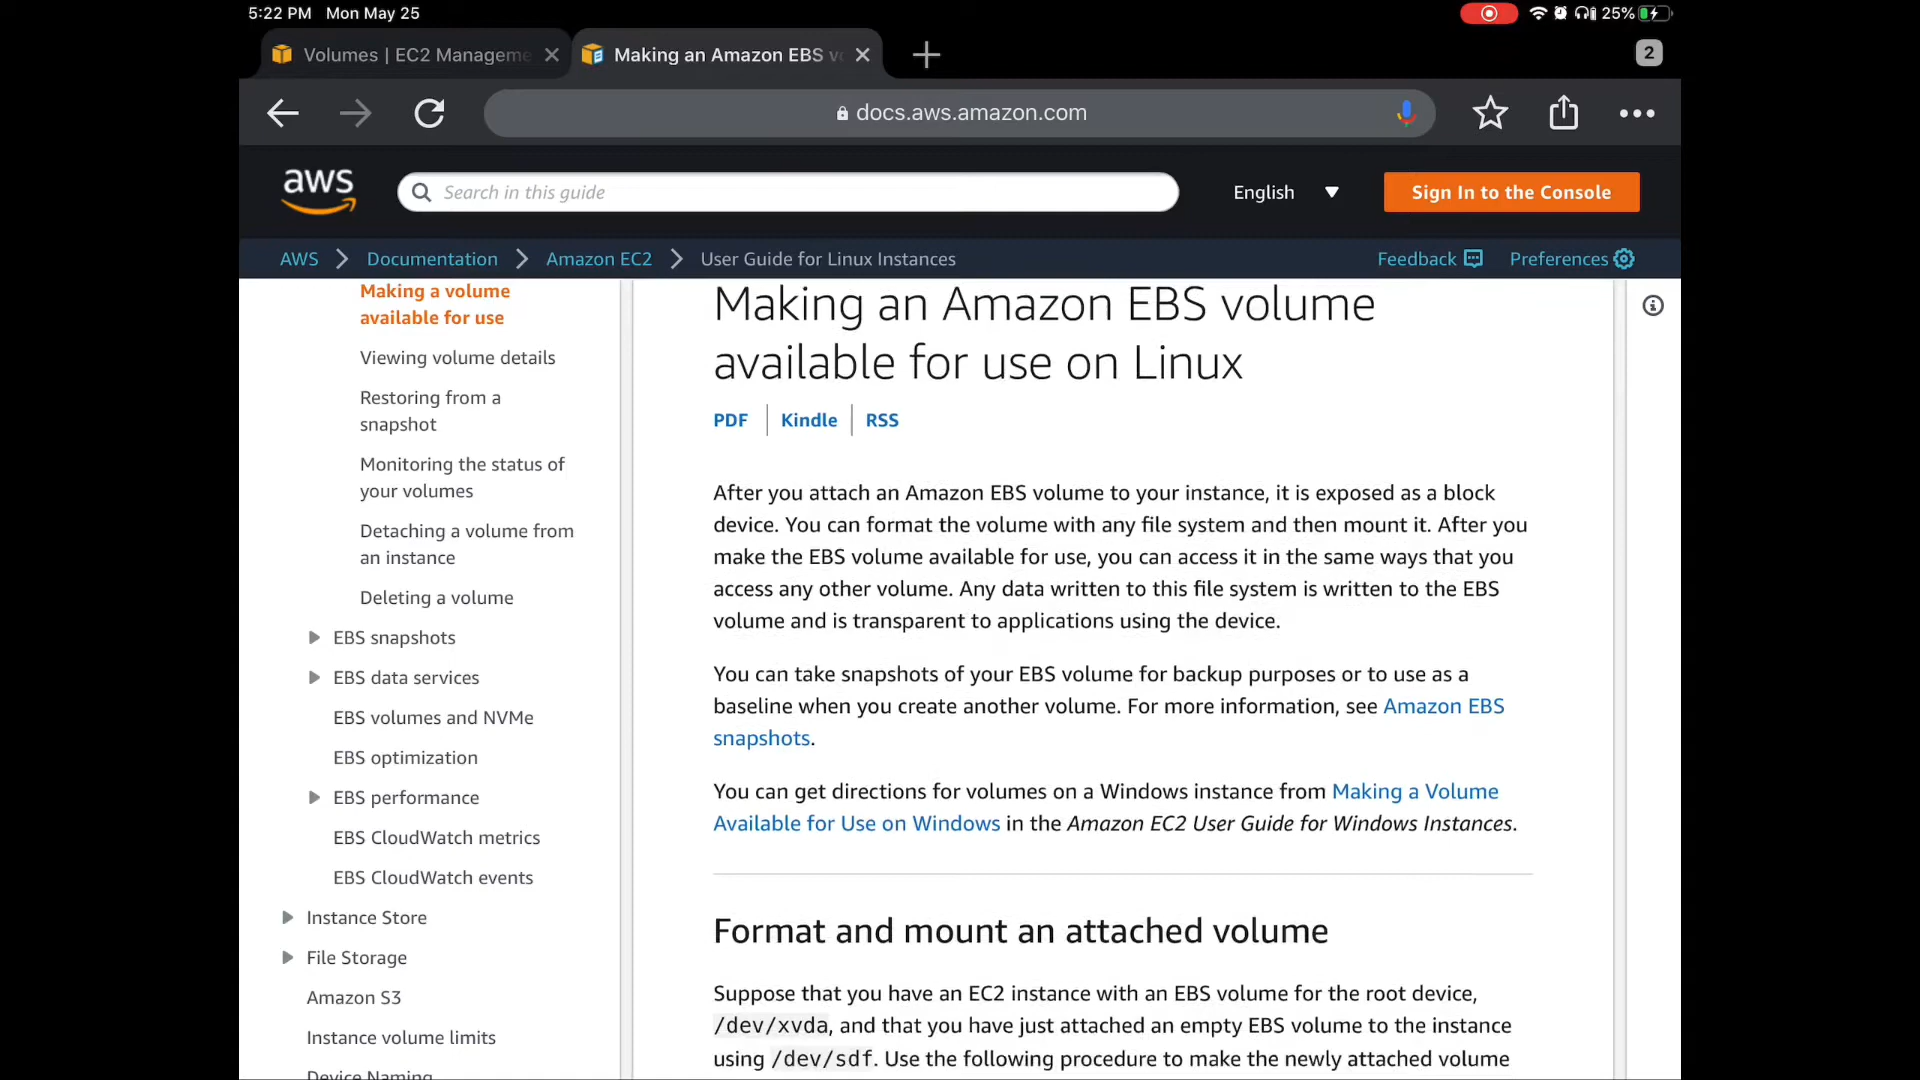 5:22 PM Mon May 25
25%
Volumes | EC2 Manageme
Making an Amazon EBS v
2
docs.aws.amazon.com
aws
Search in this guide
English
Sign In to the Console
AWS
Documentation
Amazon EC2
User Guide for Linux Instances
Feedback
Preferences
Making a volume
available for use
Viewing volume details
Restoring from a
snapshot
Monitoring the status of
your volumes
Detaching a volume from
an instance
Deleting a volume
EBS snapshots
EBS data services
EBS volumes and NVMe
EBS optimization
EBS performance
EBS CloudWatch metrics
EBS CloudWatch events
Instance Store
File Storage
Amazon S3
Instance volume limits
Device Naming
Making an Amazon EBS volume
available for use on Linux
PDF
Kindle
RSS
After you attach an Amazon EBS volume to your instance, it is exposed as a block
device. You can format the volume with any file system and then mount it. After you
make the EBS volume available for use, you can access it in the same ways that you
access any other volume. Any data written to this file system is written to the EBS
volume and is transparent to applications using the device.
You can take snapshots of your EBS volume for backup purposes or to use as a
baseline when you create another volume. For more information, see Amazon EBS
snapshots.
You can get directions for volumes on a Windows instance from Making a Volume
Available for Use on Windows in the Amazon EC2 User Guide for Windows Instances.
Format and mount an attached volume
Suppose that you have an EC2 instance with an EBS volume for the root device,
/dev/xvda, and that you have just attached an empty EBS volume to the instance
using /dev/sdf. Use the following procedure to make the newly attached volume